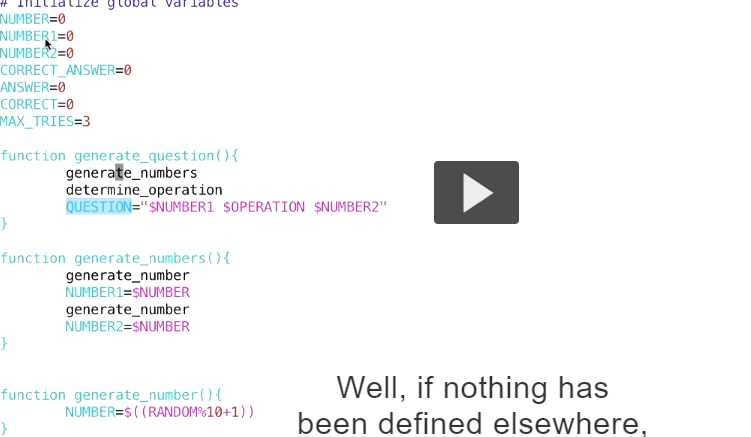 # Initialize global variables
NUMBER=0
NUMBER1=0
NUMBER2=0
CORRECT_ANSWER=0
ANSWER=0
CORRECT=0
MAX_TRIES=3
function generate_question(){
generate_numbers
determine_operation
QUESTION="$NUMBER1 $OPERATION $NUMBER2"
}
function generate_numbers(){
generate_number
NUMBER1=$NUMBER
generate_number
NUMBER2=$NUMBER
}
function generate_number(){
NUMBER=$((RANDOM%10+1))
}
Well, if nothing has
been defined elsewhere,